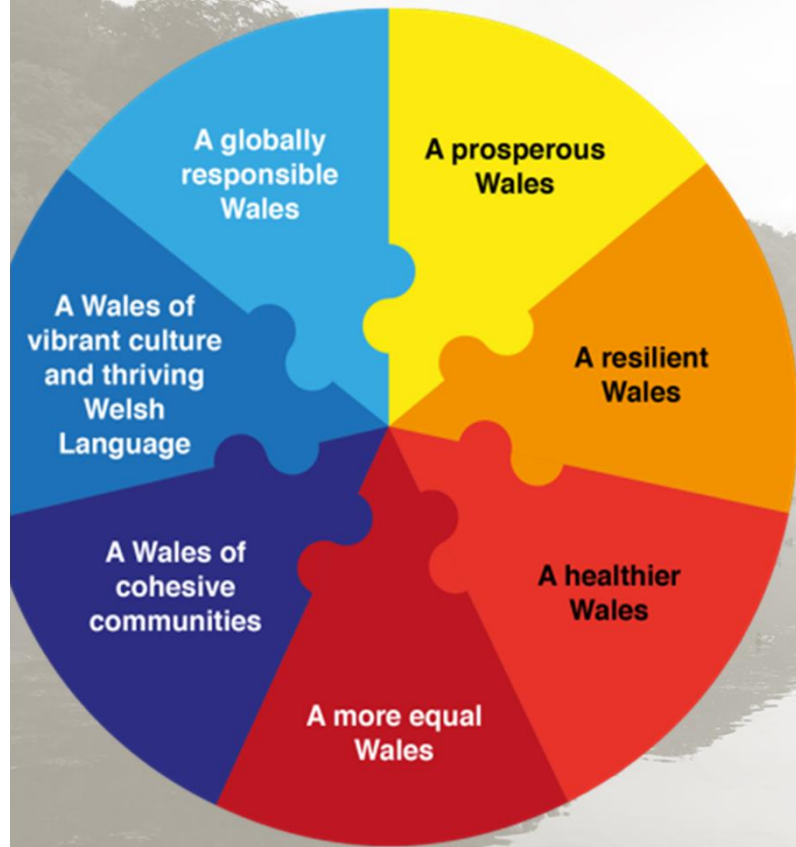 A prosperous
Wales
A resilient
Wales
A healthier
Wales
A more equal
Wales
A Wales of
cohesive
communities
A Wales of
vibrant culture
and thriving
Welsh
Language
A globally
responsible
Wales